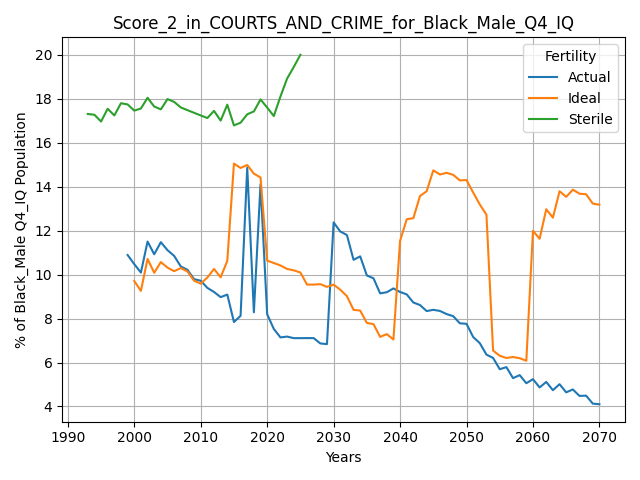 Score_2_in_COURTS_AND_CRIME_for_Black_Male_Q4_IQ
% of Black_Male Q4_IQ Population
20
18
16
14
12
10
8
6
4
Fertility
Actual
Ideal
Sterile
1990 2000 2010 2020 2030 2040 2050 2060 2070
Years